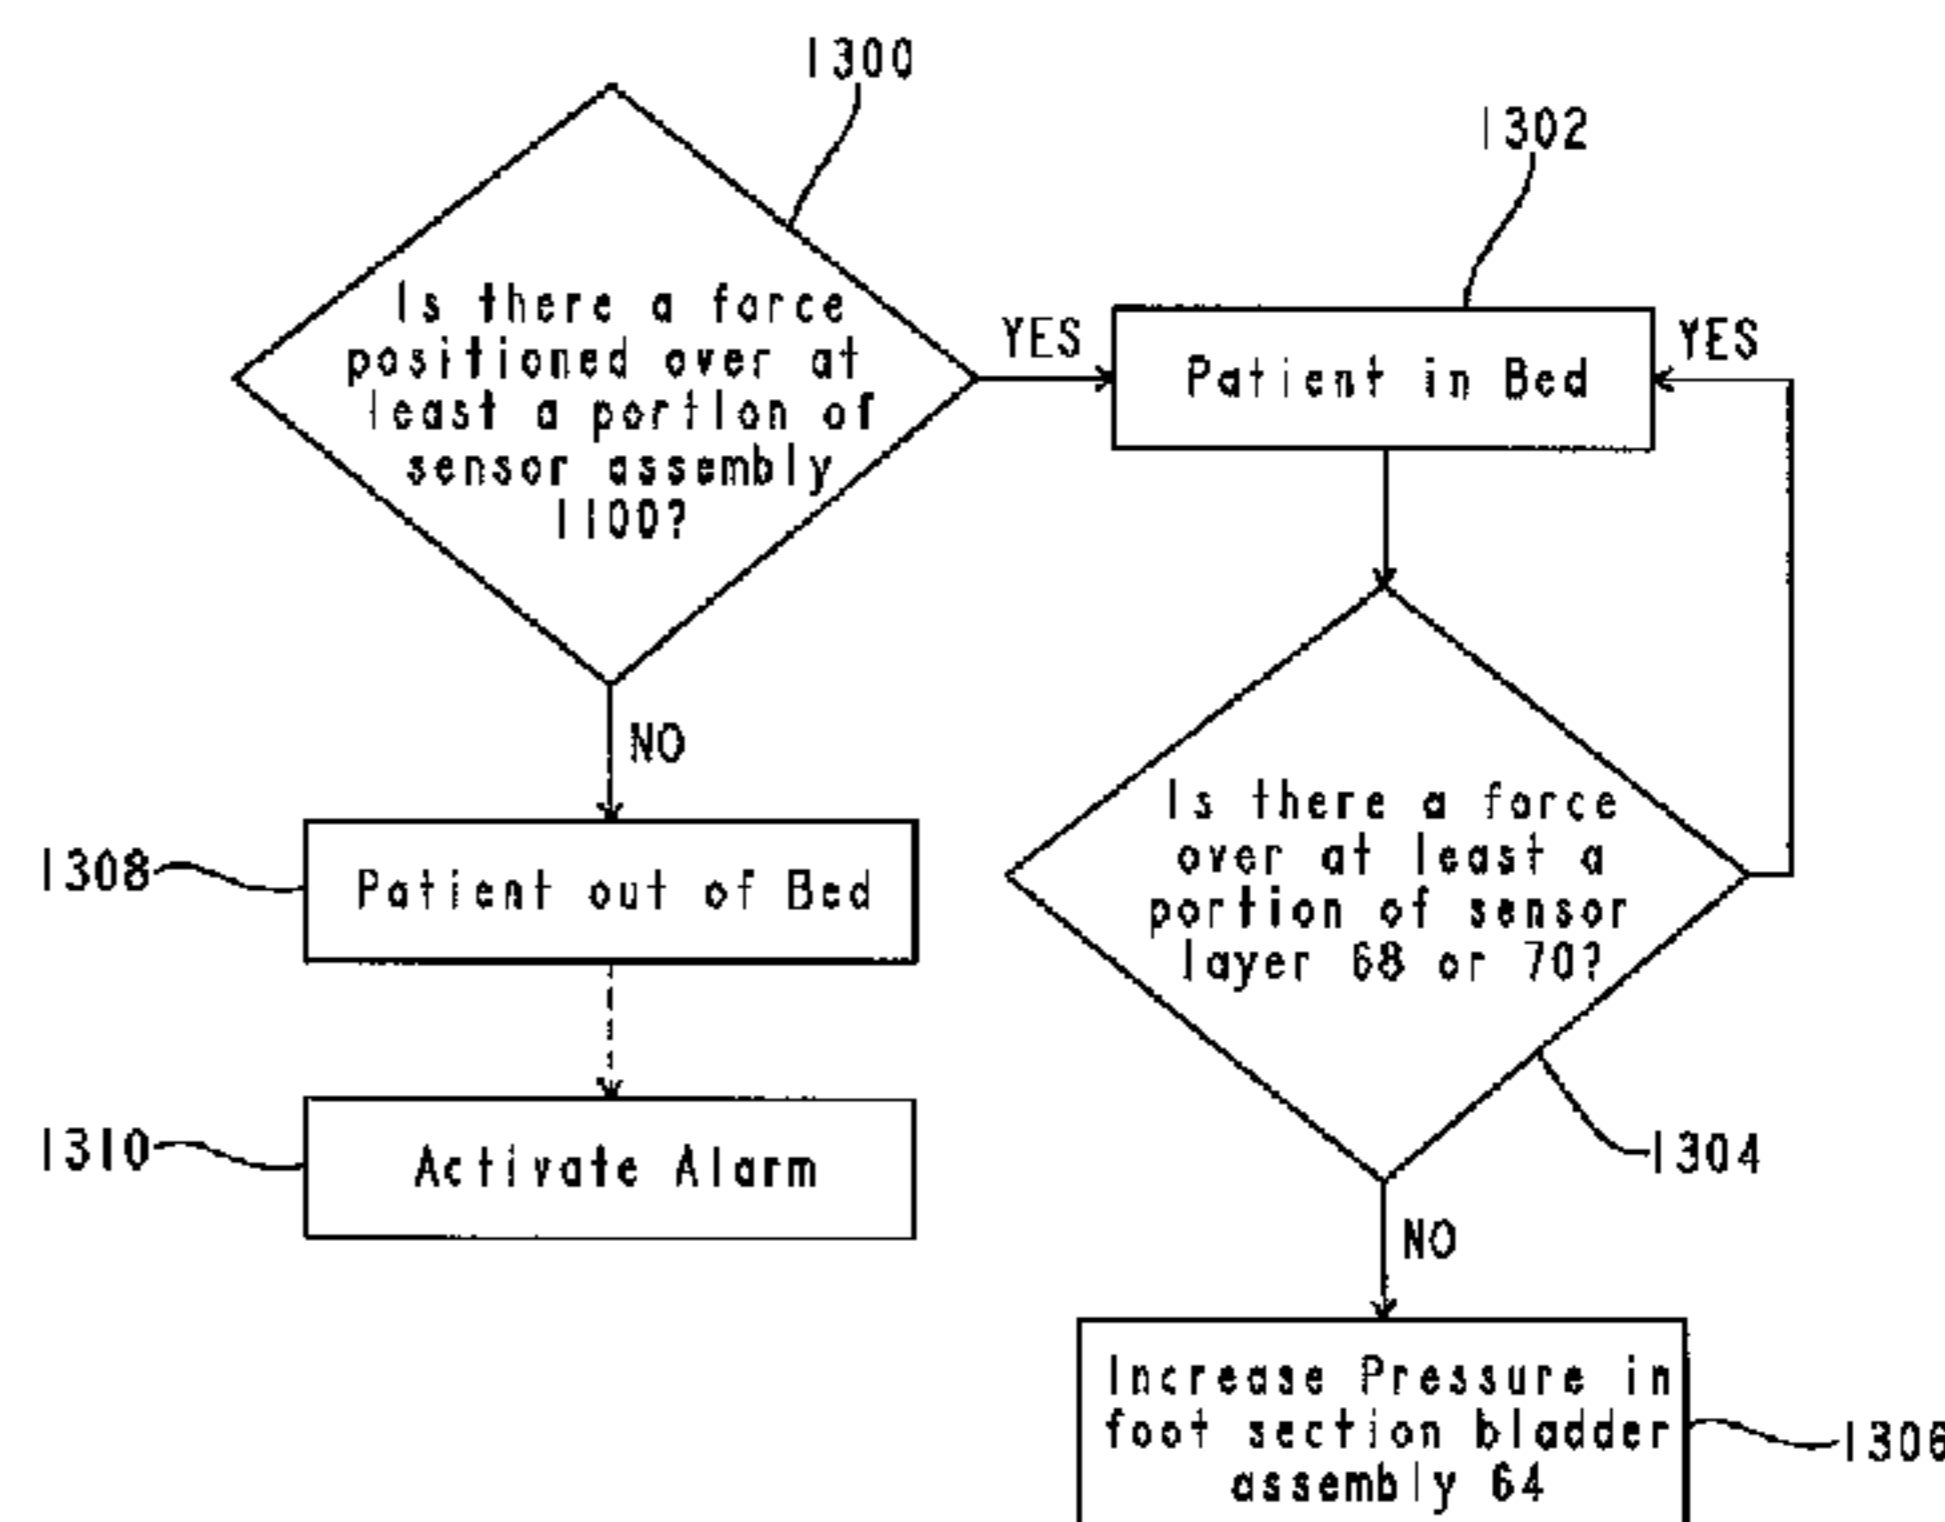 1300
1302
Is there a force
positioned over at
least a portion of
sensor assembly
1100?
YES
Patient in Bed
YES
NO
Is there a force
over at least a
portion of sensor
layer 68 or 70?
1308
Patient out of Bed
1310
Activate Alarm
1304
NO
Increase Pressure in
foot section bladder
assembly 64
1306